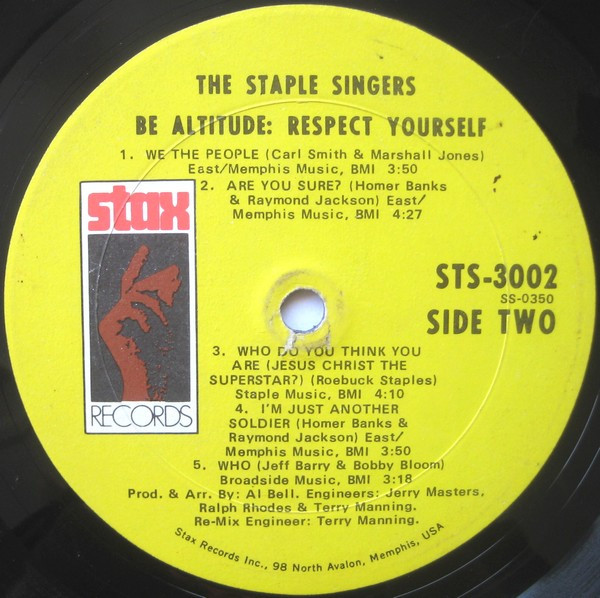 THE STAPLE SINGERS
BE ALTITUDE: RESPECT YOURSELF
1. WE THE PEOPLE (Carl Smith & Marshall Jones)
East/Memphis Music, BMI 3:50
2. ARE YOU SURE? (Homer Banks
& Raymond Jackson) East/
Memphis Music, BMI 4:27
stax
RECORDS
STS-3002
SS-0350
SIDE TWO
3. WHO DO YOU THINK YOU
ARE (JESUS CHRIST THE
SUPERSTAR?) (Roebuck Staples)
Staple Music, BMI 4:10
4. I'M JUST ANOTHER
SOLDIER (Homer Banks &
Raymond Jackson) East/
Memphis Music, BMI 3:50
5. WHO (Jeff Barry & Bobby Bloom)
Broadside Music, BMI 3:18
Prod. & Arr. By: Al Bell. Engineers: Jerry Masters,
Ralph Rhodes & Terry Manning.
Re-Mix Engineer: Terry Manning.
Stax Records Inc., 98 North Avalon, Memphis, USA